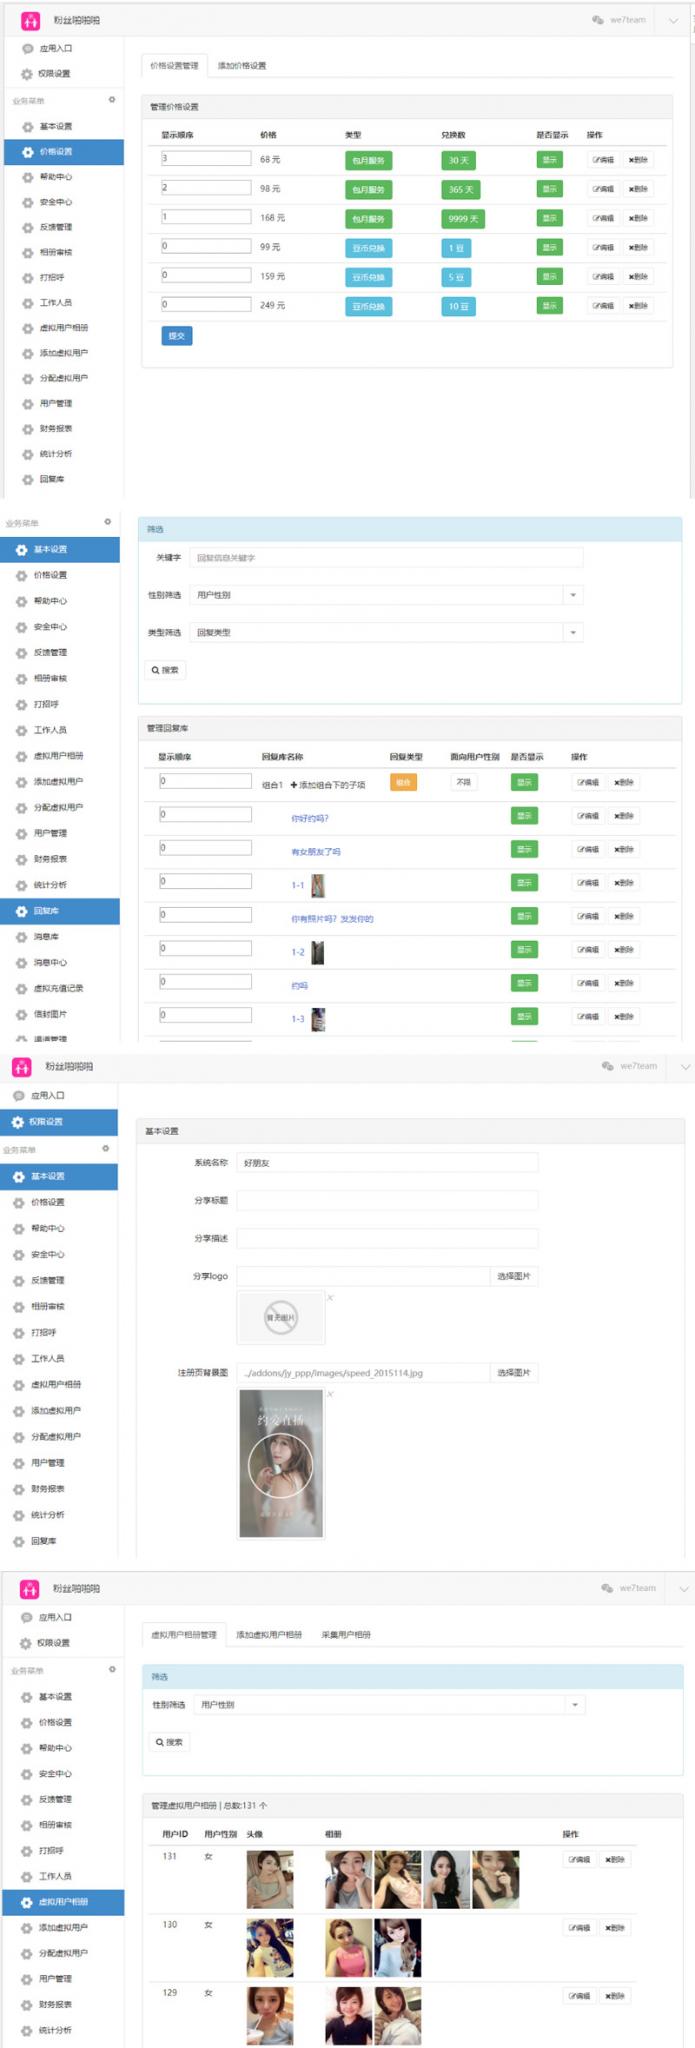 粉丝啪啪啪
we7team
应用入口
权限设置
业务菜单
基本设置
价格设置
帮助中心
安全中心
反馈管理
相册审核
打招呼
工作人员
虚拟用户相册
添加虚拟用户
分配虚拟用户
用户管理
财务报表
统计分析
回复库
价格设置管理 添加价格设置
管理价格设置
显示顺序 价格 类型 兑换数 是否显示 操作
3 68 元 包月服务 30 天 显示 编辑 删除
2 98 元 包月服务 365 天 显示 编辑 删除
1 168 元 包月服务 9999 天 显示 编辑 删除
0 99 元 豆币兑换 1 豆 显示 编辑 删除
0 159 元 豆币兑换 5 豆 显示 编辑 删除
0 249 元 豆币兑换 10 豆 显示 编辑 删除
提交
业务菜单
基本设置
价格设置
帮助中心
安全中心
反馈管理
相册审核
打招呼
工作人员
虚拟用户相册
添加虚拟用户
分配虚拟用户
用户管理
财务报表
统计分析
回复库
消息库
消息中心
虚拟充值记录
信封图片
渠道管理
筛选
关键字 回复信息关键字
性别筛选 用户性别
类型筛选 回复类型
搜索
管理回复库
显示顺序 回复库名称 回复类型 面向用户性别 是否显示 操作
0 组合1 添加组合下的子项 组合 不限 显示 编辑 删除
0 你好约吗? 显示 编辑 删除
0 有女朋友了吗 显示 编辑 删除
0 1-1 显示 编辑 删除
0 你有照片吗? 发发你的 显示 编辑 删除
0 1-2 显示 编辑 删除
0 约吗 显示 编辑 删除
0 1-3 显示 编辑 删除
粉丝啪啪啪
we7team
应用入口
权限设置
业务菜单
基本设置
价格设置
帮助中心
安全中心
反馈管理
相册审核
打招呼
工作人员
虚拟用户相册
添加虚拟用户
分配虚拟用户
用户管理
财务报表
统计分析
回复库
基本设置
系统名称 好朋友
分享标题
分享描述
分享logo 选择图片
暂无图片
注册页背景图 ../addons/jy_ppp/images/speed_2015114.jpg 选择图片
约爱直播
粉丝啪啪啪
we7team
应用入口
权限设置
业务菜单
基本设置
价格设置
帮助中心
安全中心
反馈管理
相册审核
打招呼
工作人员
虚拟用户相册
添加虚拟用户
分配虚拟用户
用户管理
财务报表
统计分析
虚拟用户相册管理 添加虚拟用户相册 采集用户相册
筛选
性别筛选 用户性别
搜索
管理虚拟用户相册 | 总数:131 个
用户ID 用户性别 头像 相册 操作
131 女 编辑 删除
130 女 编辑 删除
129 女 编辑 删除